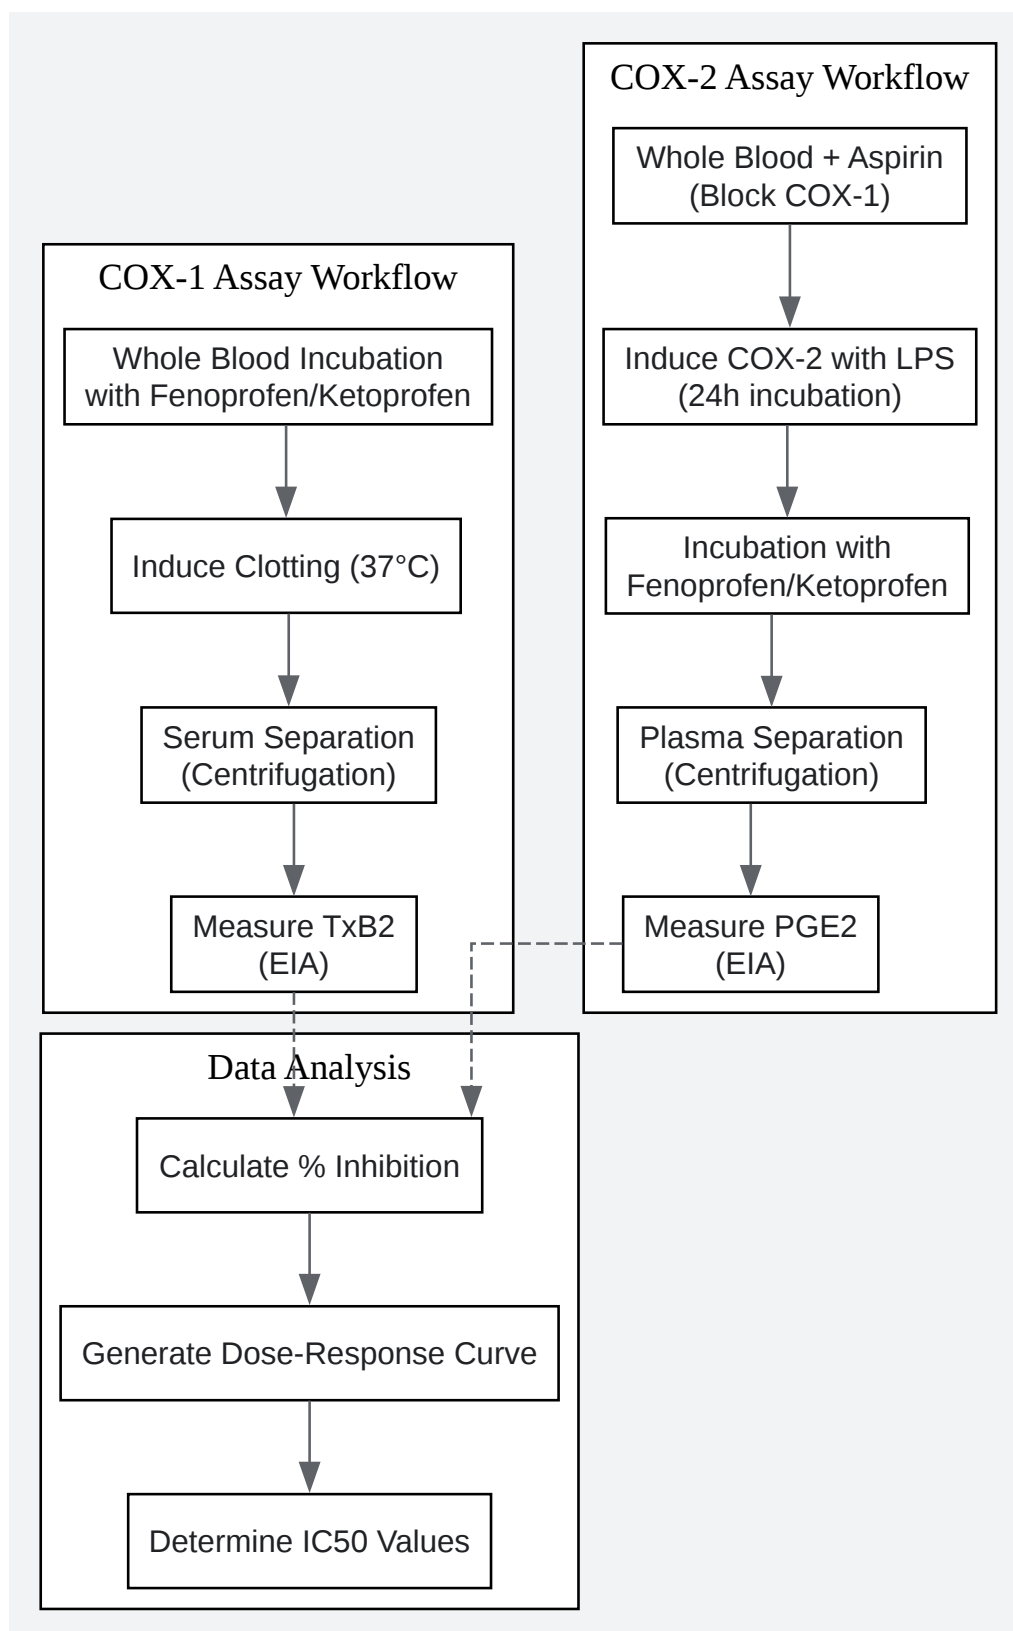 COX-1 Assay Workflow
Whole Blood Incubation
with Fenoprofen/Ketoprofen
Induce Clotting (37°C)
Serum Separation
(Centrifugation)
Measure TxB2
(EIA)
COX-2 Assay Workflow
Whole Blood + Aspirin
(Block COX-1)
Induce COX-2 with LPS
(24h incubation)
Incubation with
Fenoprofen/Ketoprofen
Plasma Separation
(Centrifugation)
Measure PGE2
(EIA)
Data Analysis
Calculate % Inhibition
Generate Dose-Response Curve
Determine IC50 Values